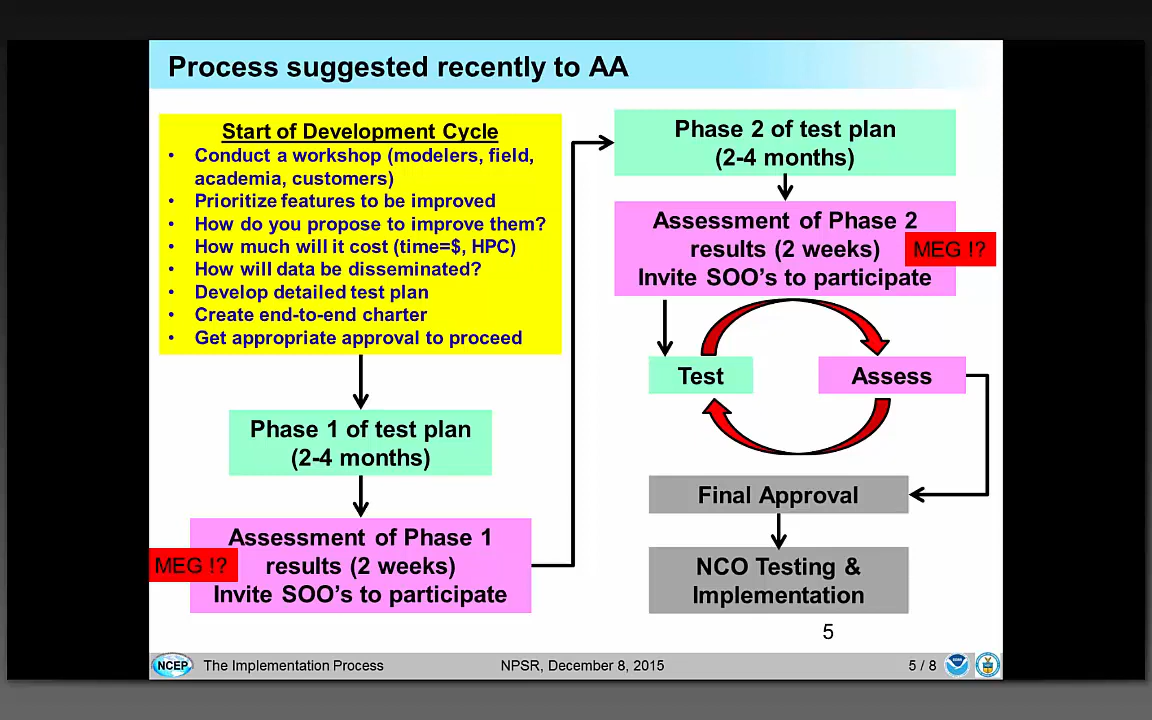 Process suggested recently to AA
Start of Development Cycle
• Conduct a workshop (modelers, field,
academia, customers)
• Prioritize features to be improved
• How do you propose to improve them?
• How much will it cost (time=$, HPC)
• How will data be disseminated?
• Develop detailed test plan
• Create end-to-end charter
• Get appropriate approval to proceed
Phase 1 of test plan
(2-4 months)
Assessment of Phase 1
results (2 weeks)
Invite SOO’s to participate
MEG !?
Phase 2 of test plan
(2-4 months)
Assessment of Phase 2
results (2 weeks)
Invite SOO’s to participate
MEG !?
Test
Assess
Final Approval
NCO Testing &
Implementation
5
NCEP The Implementation Process NPSR, December 8, 2015 5 / 8